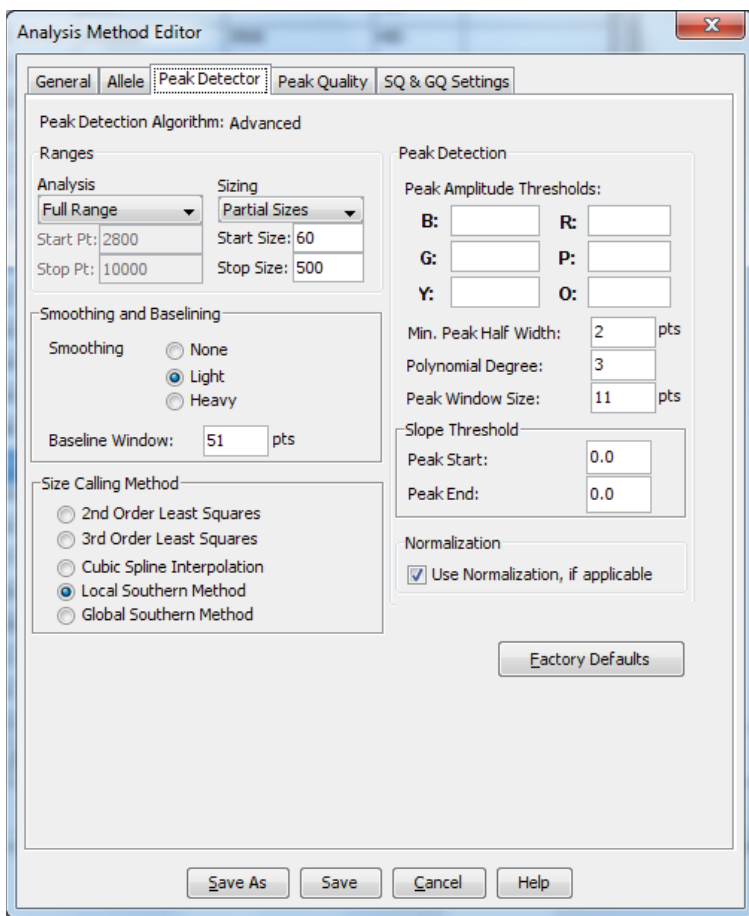 Analysis Method Editor
General Allele Peak Detector Peak Quality SQ & GQ Settings
Peak Detection Algorithm: Advanced
Ranges
Analysis
Full Range
Start Pt: 2800
Stop Pt: 10000
Sizing
Partial Sizes
Start Size: 60
Stop Size: 500
Smoothing and Baselining
Smoothing
None
Light
Heavy
Baseline Window: 51 pts
Size Calling Method
2nd Order Least Squares
3rd Order Least Squares
Cubic Spline Interpolation
Local Southern Method
Global Southern Method
Peak Detection
Peak Amplitude Thresholds:
B: R:
G: P:
Y: O:
Min. Peak Half Width: 2 pts
Polynomial Degree: 3
Peak Window Size: 11 pts
Slope Threshold
Peak Start: 0.0
Peak End: 0.0
Normalization
Use Normalization, if applicable
Factory Defaults
Save As Save Cancel Help